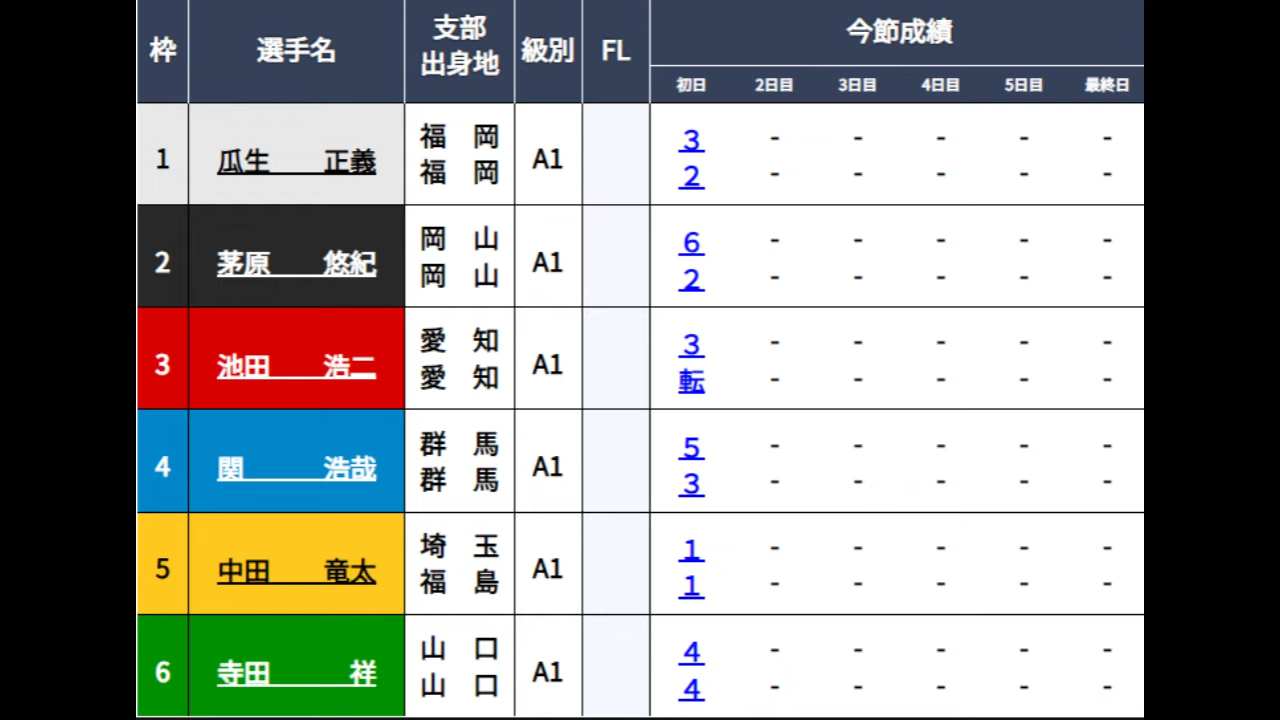 枠 選手名 支部 出身地 級別 FL 今節成績
初日 2日目 3日目 4日目 5日目 最終日
1 瓜生 正義 福 岡 A1 3 - - - - -
福 岡 2 - - - - -
2 茅原 悠紀 岡 山 A1 6 - - - - -
岡 山 2 - - - - -
3 池田 浩二 愛 知 A1 3 - - - - -
愛 知 転 - - - - -
4 関 浩哉 群 馬 A1 5 - - - - -
群 馬 3 - - - - -
5 中田 竜太 埼 玉 A1 1 - - - - -
福 島 1 - - - - -
6 寺田 祥 山 口 A1 4 - - - - -
山 口 4 - - - - -